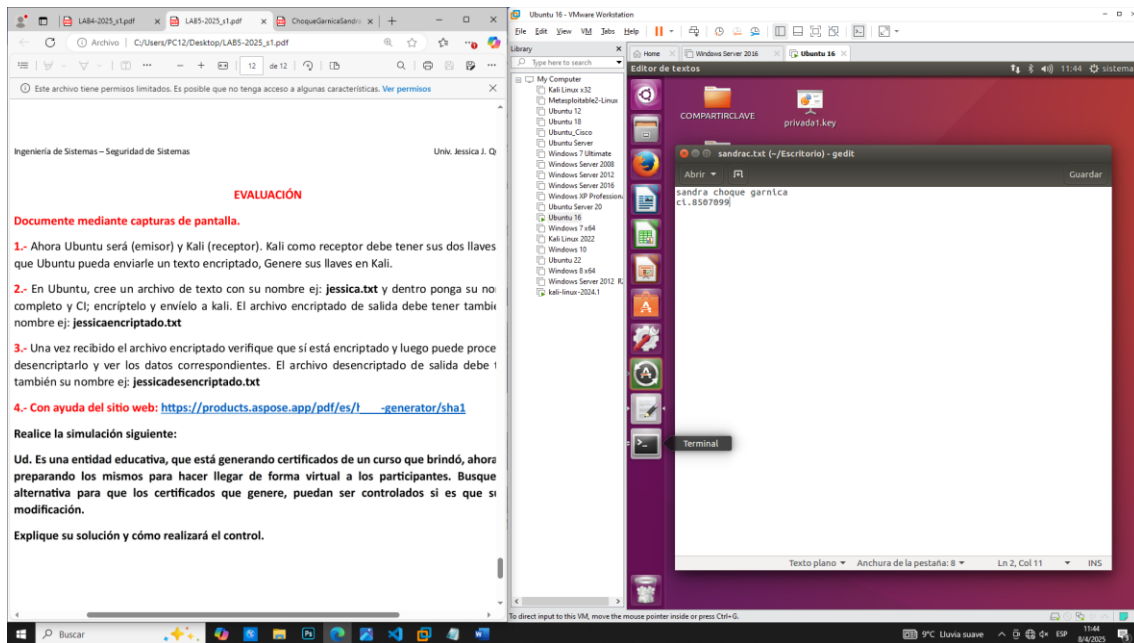 LAB4-2025_s1.pdf
LAB5-2025_s1.pdf
ChoqueGarnicaSandra
Archivo
C:/Users/PC12/Desktop/LAB5-2025_s1.pdf
12 de 12
Este archivo tiene permisos limitados. Es posible que no tenga acceso a algunas características. Ver permisos
Ingeniería de Sistemas – Seguridad de Sistemas
Univ. Jessica J.
EVALUACIÓN
Documente mediante capturas de pantalla.
1.- Ahora Ubuntu será (emisor) y Kali (receptor). Kali como receptor debe tener sus dos llaves
que Ubuntu pueda enviarle un texto encriptado, Genere sus llaves en Kali.
2.- En Ubuntu, cree un archivo de texto con su nombre ej: jessica.txt y dentro ponga su
completo y CI; encríptelo y envíelo a kali. El archivo encriptado de salida debe tener
nombre ej: jessicaencriptado.txt
3.- Una vez recibido el archivo encriptado verifique que sí está encriptado y luego puede
desencriptarlo y ver los datos correspondientes. El archivo desencriptado de salida debe
también su nombre ej: jessicadesencriptado.txt
4.- Con ayuda del sitio web: https://products.aspose.app/pdf/es/h -generator/sha1
Realice la simulación siguiente:
Ud. Es una entidad educativa, que está generando certificados de un curso que brindó, ahora
preparando los mismos para hacer llegar de forma virtual a los participantes. Busque
alternativa para que los certificados que genere, puedan ser controlados si es que
modificación.
Explique su solución y cómo realizará el control.
Buscar
Ubuntu 16 - VMware Workstation
File Edit View VM Tabs Help
Library
Type here to search
My Computer
Kali Linux x32
Metasploitable2-Linux
Ubuntu 12
Ubuntu 18
Ubuntu_Cisco
Ubuntu Server
Windows 7 Ultimate
Windows Server 2008
Windows Server 2012
Windows Server 2016
Windows XP Profession
Ubuntu Server 20
Ubuntu 16
Windows 7 x64
Kali Linux 2022
Windows 10
Ubuntu 22
Windows 8 x64
Windows Server 2012
kali-linux-2024.1
Home
Windows Server 2016
Ubuntu 16
Editor de textos
11:44
sistema
COMPARTIRCLAVE
privada1.key
sandrac.txt (~/Escritorio) - gedit
Abrir
Guardar
sandra choque garnica
ci.8507099
Terminal
Texto plano
Anchura de la pestaña: 8
Ln 2, Col 11
INS
To direct input to this VM, move the mouse pointer inside or press Ctrl+G.
9°C Lluvia suave
ESP
11:44
8/4/2025